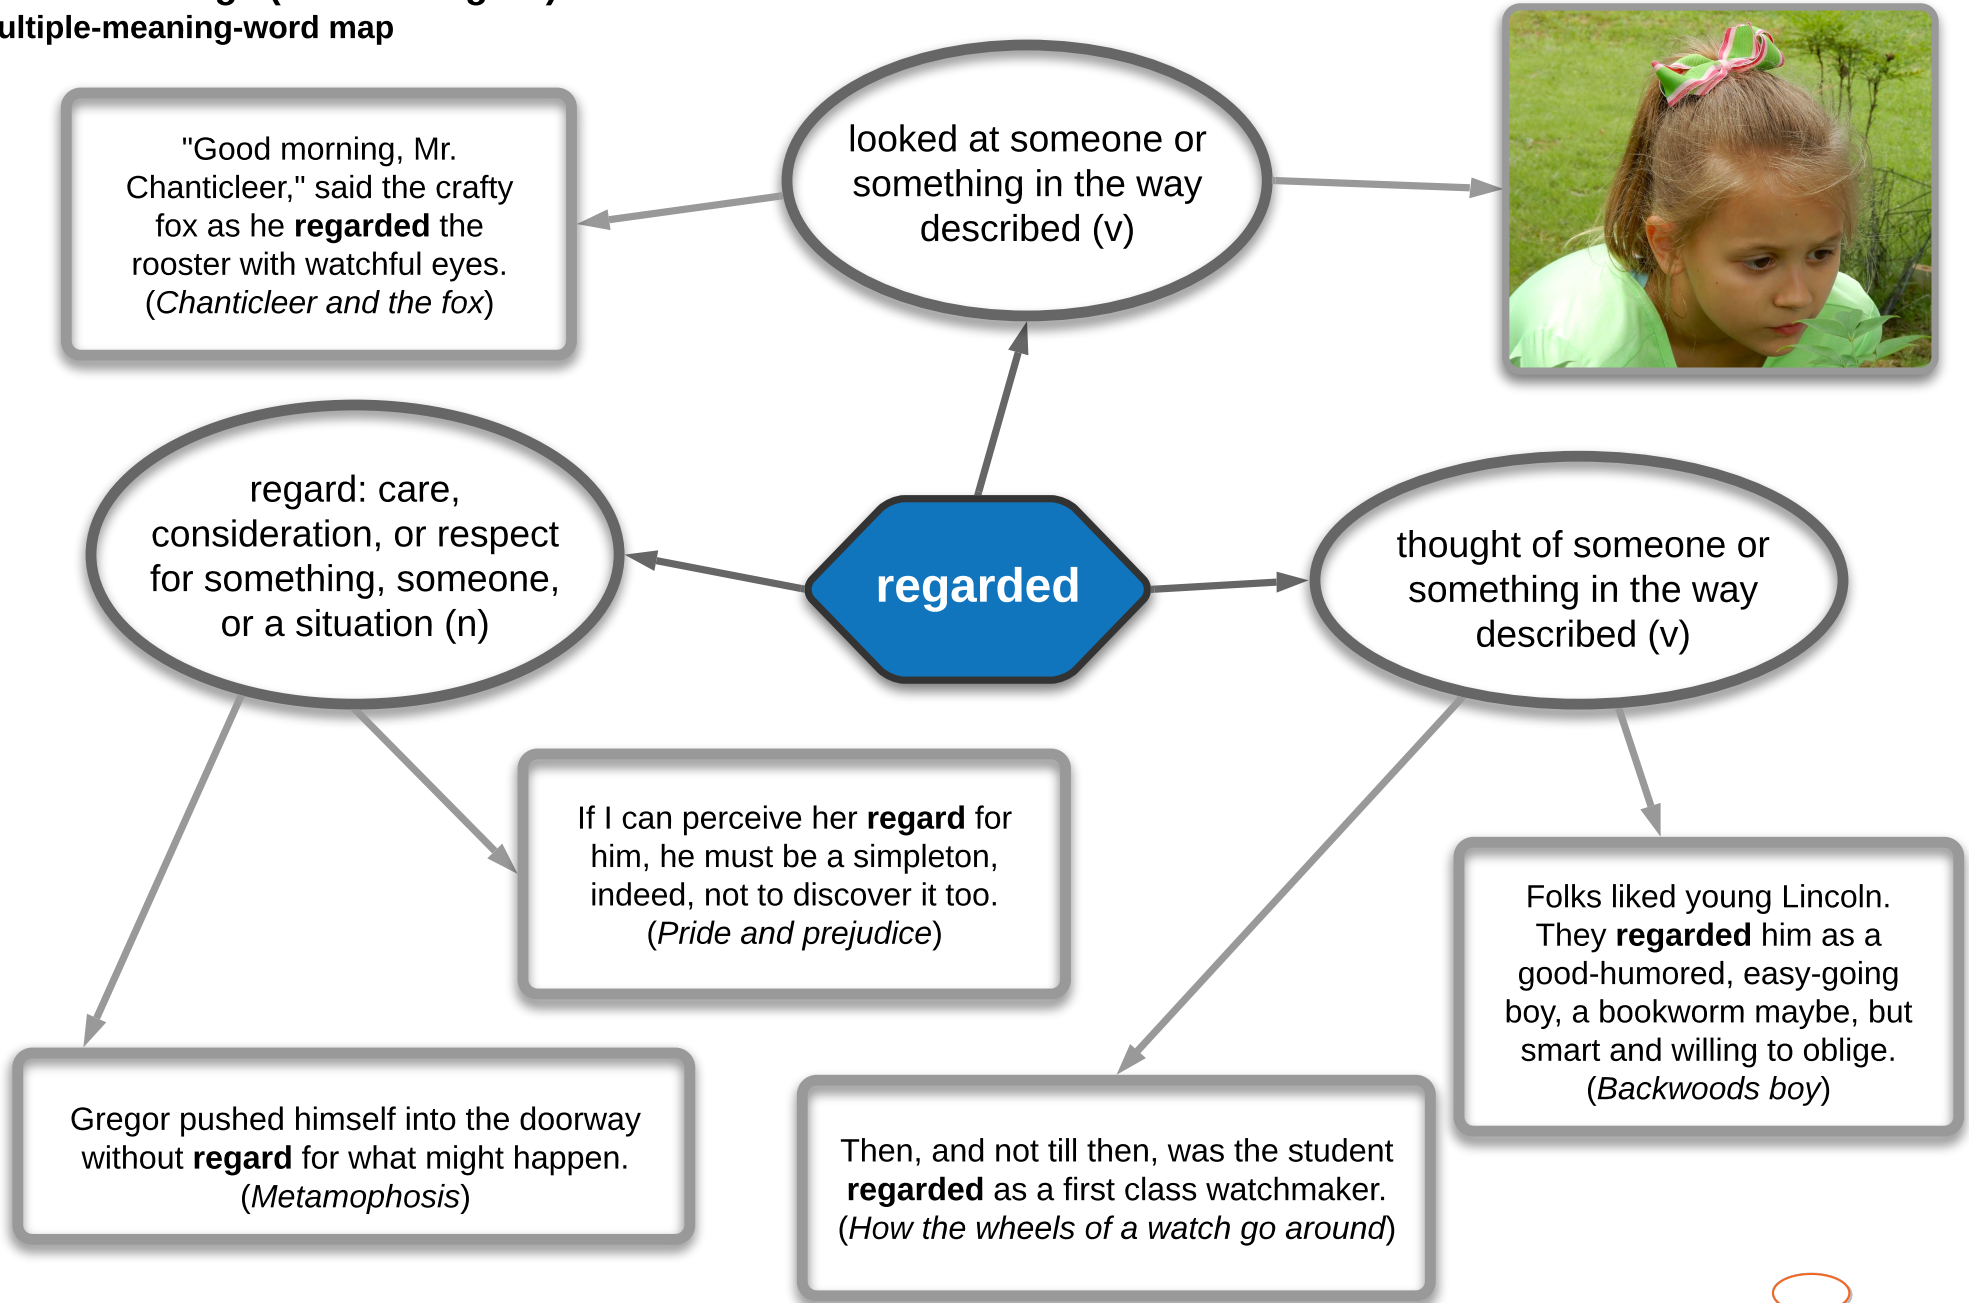 ultiple-meaning-word map
"Good morning, Mr.
Chanticleer," said the crafty
fox as he regarded the
rooster with watchful eyes.
(Chanticleer and the fox)
looked at someone or
something in the way
described (v)
regard: care,
consideration, or respect
for something, someone,
or a situation (n)
regarded
thought of someone or
something in the way
described (v)
If I can perceive her regard for
him, he must be a simpleton,
indeed, not to discover it too.
(Pride and prejudice)
Folks liked young Lincoln.
They regarded him as a
good-humored, easy-going
boy, a bookworm maybe, but
smart and willing to oblige.
(Backwoods boy)
Gregor pushed himself into the doorway
without regard for what might happen.
(Metamophosis)
Then, and not till then, was the student
regarded as a first class watchmaker.
(How the wheels of a watch go around)